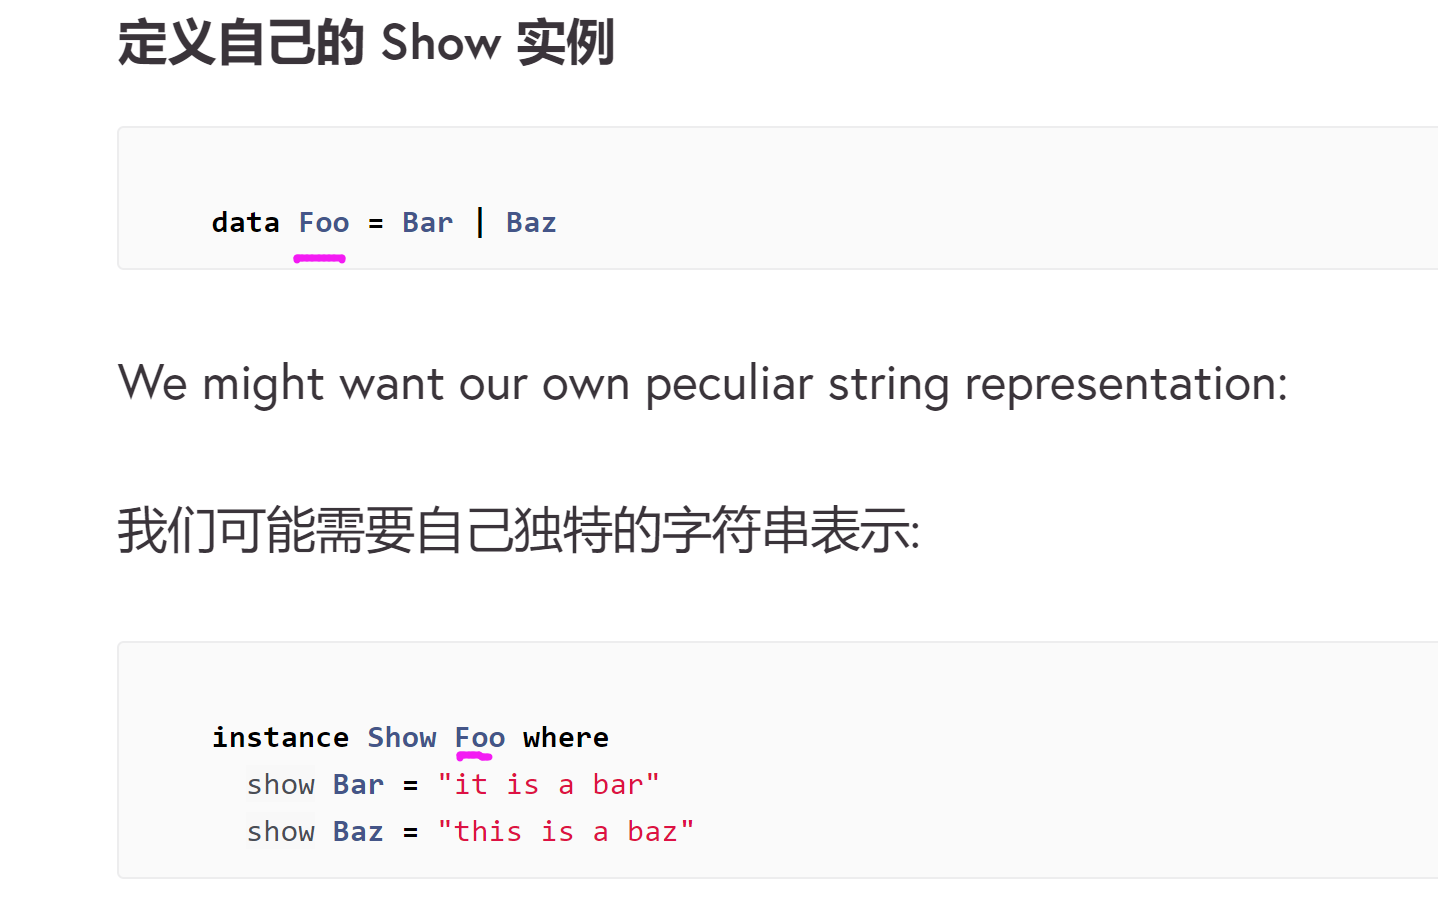 定义自己的 Show 实例
data Foo = Bar | Baz
We might want our own peculiar string representation:
我们可能需要自己独特的字符串表示:
instance Show Foo where
  show Bar = "it is a bar"
  show Baz = "this is a baz"